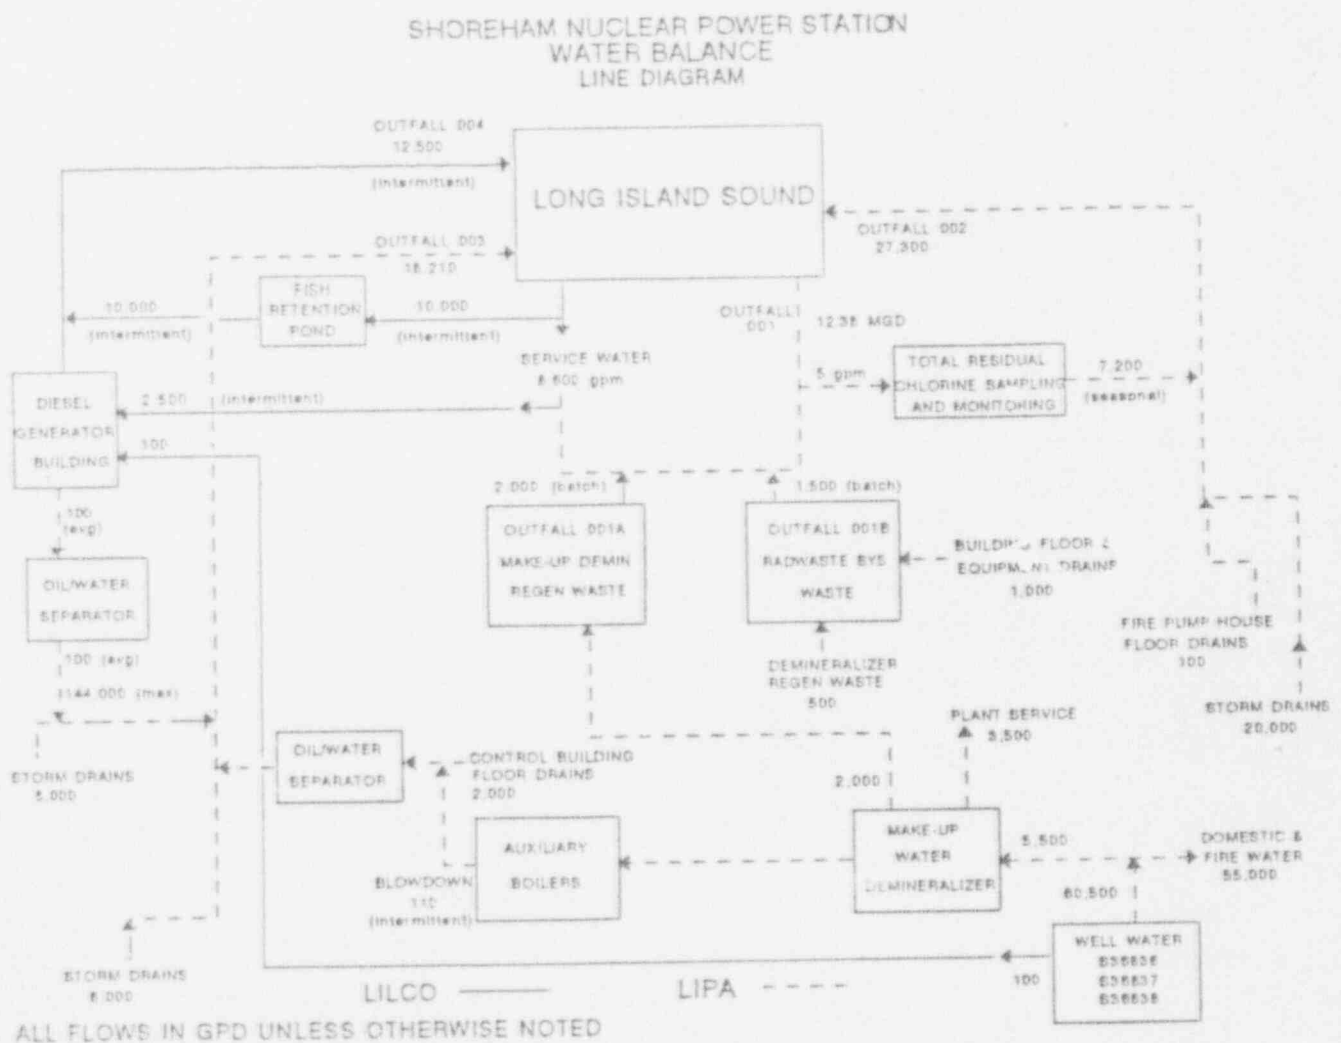 SHOREHAM NUCLEAR POWER STATION
WATER BALANCE
LINE DIAGRAM
OUTFALL 004
12,500
(intermittent)
LONG ISLAND SOUND
OUTFALL 002
27,300
OUTFALL 003
16,210
FISH
RETENTION
POND
10,000
(intermittent)
10,000
(intermittent)
OUTFALL
001
12.38 MGD
SERVICE WATER
8,600 gpm
5 gpm
TOTAL RESIDUAL
CHLORINE SAMPLING
AND MONITORING
7,200
(seasonal)
DIESEL
GENERATOR
BUILDING
2,500
(intermittent)
100
2,000 (batch)
1,500 (batch)
100
(avg)
OUTFALL 001A
MAKE-UP DEMIN
REGEN WASTE
OUTFALL 001B
RADWASTE SYS
WASTE
BUILDING FLOOR &
EQUIPMENT DRAINS
1,000
OIL/WATER
SEPARATOR
FIRE PUMP HOUSE
FLOOR DRAINS
100
100 (avg)
144,000 (max)
DEMINERALIZER
REGEN WASTE
500
STORM DRAINS
20,000
PLANT SERVICE
3,500
STORM DRAINS
5,000
OIL/WATER
SEPARATOR
CONTROL BUILDING
FLOOR DRAINS
2,000
2,000
AUXILIARY
BOILERS
MAKE-UP
WATER
DEMINERALIZER
5,500
DOMESTIC &
FIRE WATER
55,000
BLOWDOWN
110
(intermittent)
60,500
WELL WATER
S36836
S36837
S36838
STORM DRAINS
100
LILCO
LIPA
ALL FLOWS IN GPD UNLESS OTHERWISE NOTED